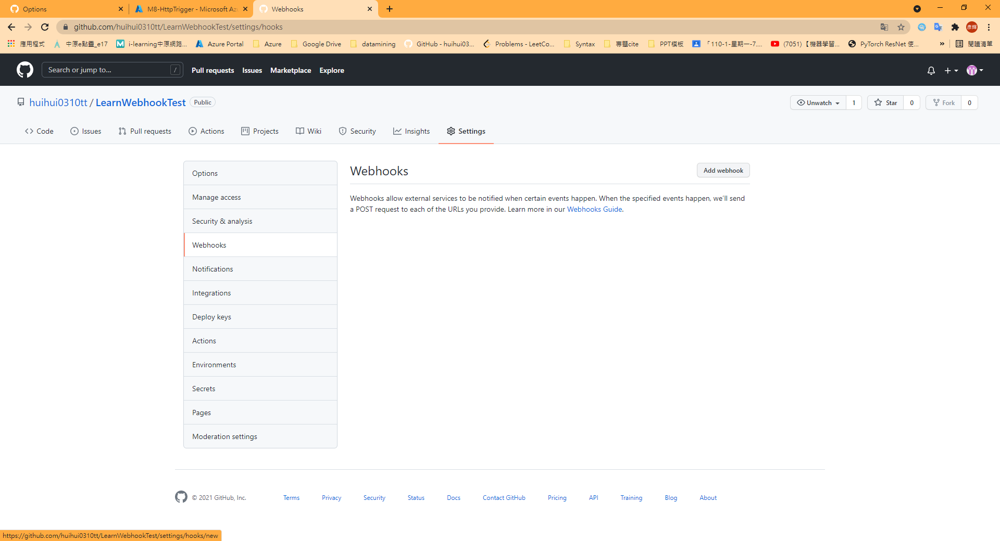 Options
M8-HttpTrigger - Microsoft Az
Webhooks
github.com/huihui0310tt/LearnWebhookTest/settings/hooks
彥輝
應用程式
中原e點靈_e17
i-learning中原網路...
Azure Portal
Azure
Google Drive
datamining
GitHub - huihui03...
Problems - LeetCo...
Syntax
專題cite
PPT模板
「110-1-星期一-7....
(7051)【機器學習...
PyTorch ResNet 使...
»
閱讀清單
Search or jump to...
/
Pull requests
Issues
Marketplace
Explore
huihui0310tt / LearnWebhookTest
Public
Unwatch
1
Star
0
Fork
0
Code
Issues
Pull requests
Actions
Projects
Wiki
Security
Insights
Settings
Options
Manage access
Security & analysis
Webhooks
Notifications
Integrations
Deploy keys
Actions
Environments
Secrets
Pages
Moderation settings
Webhooks
Add webhook
Webhooks allow external services to be notified when certain events happen. When the specified events happen, we'll send
a POST request to each of the URLs you provide. Learn more in our Webhooks Guide.
© 2021 GitHub, Inc.
Terms
Privacy
Security
Status
Docs
Contact GitHub
Pricing
API
Training
Blog
About
https://github.com/huihui0310tt/LearnWebhookTest/settings/hooks/new